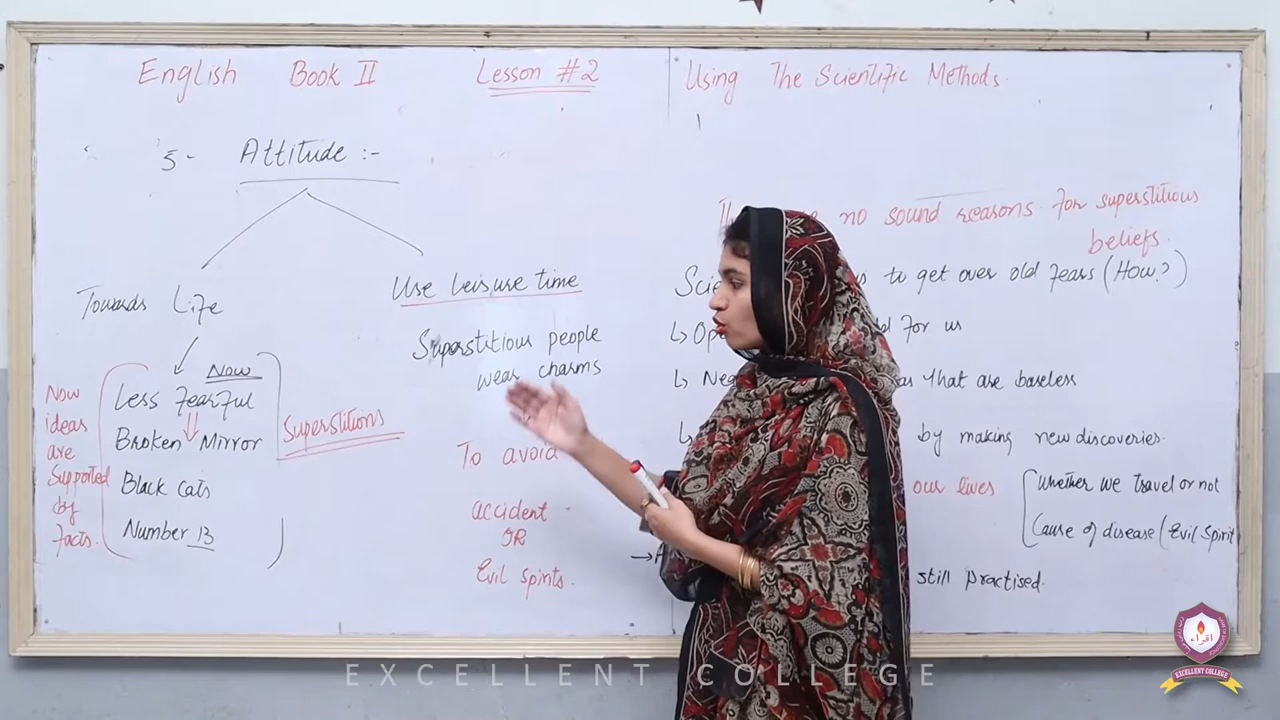 English Book II Lesson #2 Using The Scientific Methods.
5- Attitude :-
Towards Life
Now
Less Fearful
Broken Mirror
Black cats
Number 13
Superstitions
Now
ideas
are
Supported
by
Facts.
Use leisure time
Superstitious people
wear charms
To avoid
accident
OR
Evil spirits.
no sound reasons for superstitious
beliefs.
to get over old fears (How?)
for us
that are baseless
by making new discoveries.
our lives
Whether we travel or not
Cause of disease (Evil Spirit
still practised.
EXCELLENT COLLEGE
اقراء
EXCELLENT COLLEGE